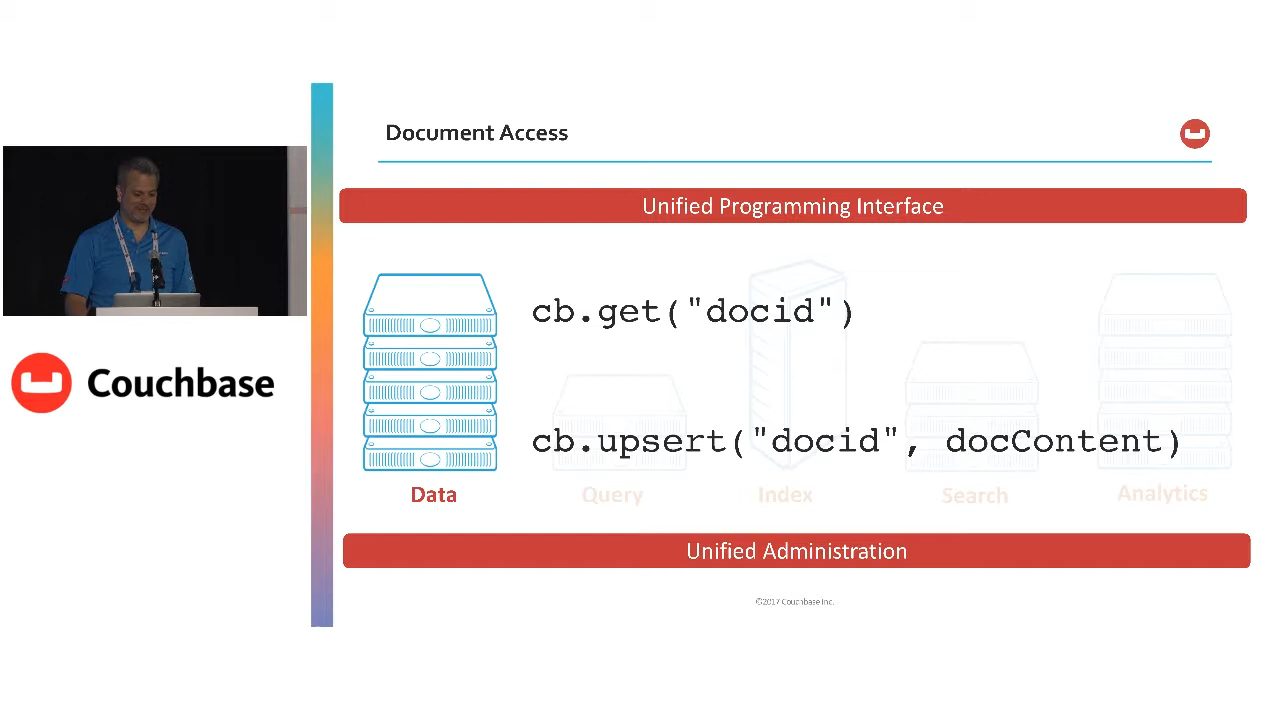 Document Access
Unified Programming Interface
cb.get("docid")
cb.upsert("docid", docContent)
Data
Query
Index
Search
Analytics
Unified Administration
©2017 Couchbase Inc.
Couchbase